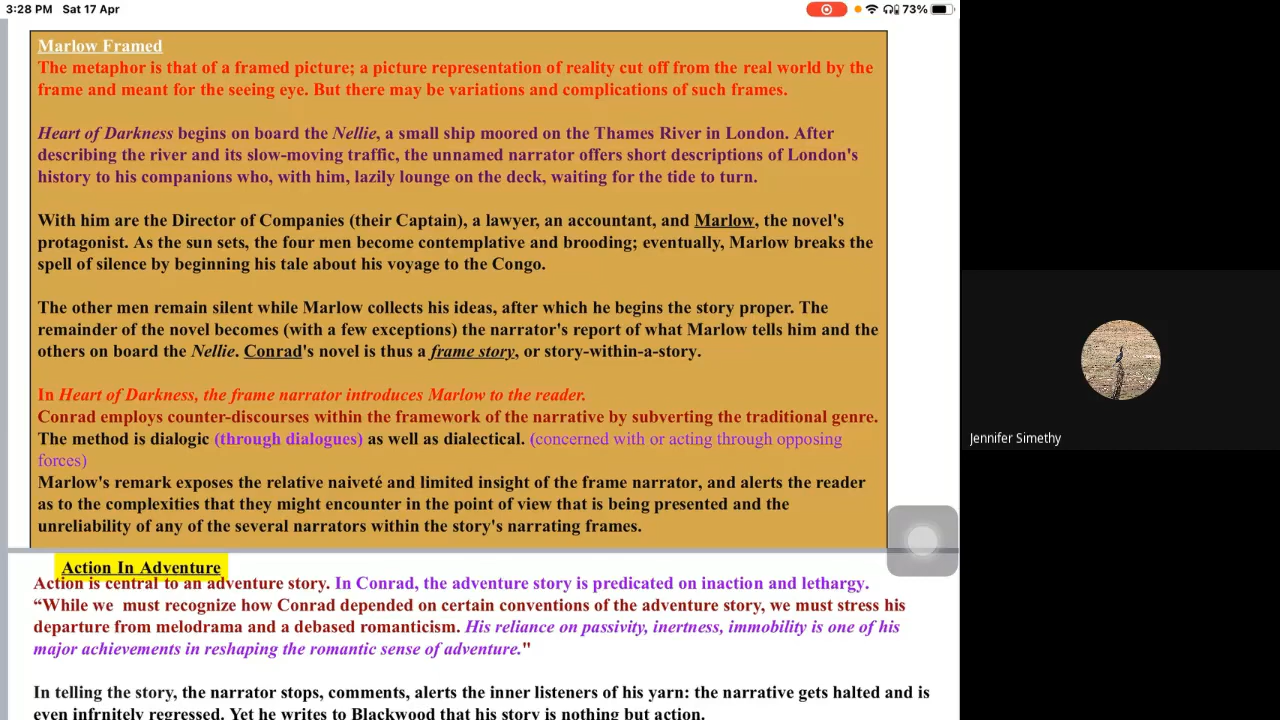 3:28 PM Sat 17 Apr
73%
Marlow Framed
The metaphor is that of a framed picture; a picture representation of reality cut off from the real world by the
frame and meant for the seeing eye. But there may be variations and complications of such frames.
Heart of Darkness begins on board the Nellie, a small ship moored on the Thames River in London. After
describing the river and its slow-moving traffic, the unnamed narrator offers short descriptions of London's
history to his companions who, with him, lazily lounge on the deck, waiting for the tide to turn.
With him are the Director of Companies (their Captain), a lawyer, an accountant, and Marlow, the novel's
protagonist. As the sun sets, the four men become contemplative and brooding; eventually, Marlow breaks the
spell of silence by beginning his tale about his voyage to the Congo.
The other men remain silent while Marlow collects his ideas, after which he begins the story proper. The
remainder of the novel becomes (with a few exceptions) the narrator's report of what Marlow tells him and the
others on board the Nellie. Conrad's novel is thus a frame story, or story-within-a-story.
In Heart of Darkness, the frame narrator introduces Marlow to the reader.
Conrad employs counter-discourses within the framework of the narrative by subverting the traditional genre.
The method is dialogic (through dialogues) as well as dialectical. (concerned with or acting through opposing
forces)
Marlow's remark exposes the relative naiveté and limited insight of the frame narrator, and alerts the reader
as to the complexities that they might encounter in the point of view that is being presented and the
unreliability of any of the several narrators within the story's narrating frames.
Action In Adventure
Action is central to an adventure story. In Conrad, the adventure story is predicated on inaction and lethargy.
“While we must recognize how Conrad depended on certain conventions of the adventure story, we must stress his
departure from melodrama and a debased romanticism. His reliance on passivity, inertness, immobility is one of his
major achievements in reshaping the romantic sense of adventure."
In telling the story, the narrator stops, comments, alerts the inner listeners of his yarn: the narrative gets halted and is
even infrnitely regressed. Yet he writes to Blackwood that his story is nothing but action.
Jennifer Simethy